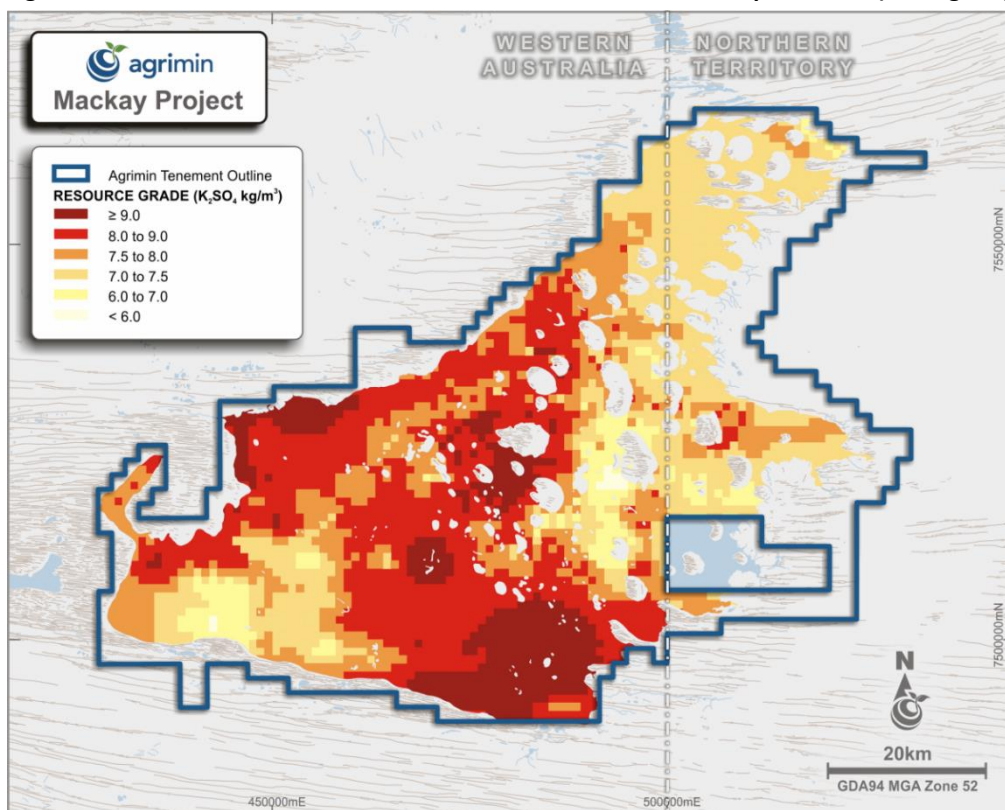 agrimin
Mackay Project
WESTERN AUSTRALIA
NORTHERN TERRITORY
Agrimin Tenement Outline
RESOURCE GRADE (K₂SO₄ kg/m³)
≥ 9.0
8.0 to 9.0
7.5 to 8.0
7.0 to 7.5
6.0 to 7.0
< 6.0
7550000mN
7500000mN
N
20km
GDA94 MGA Zone 52
450000mE
500000mE